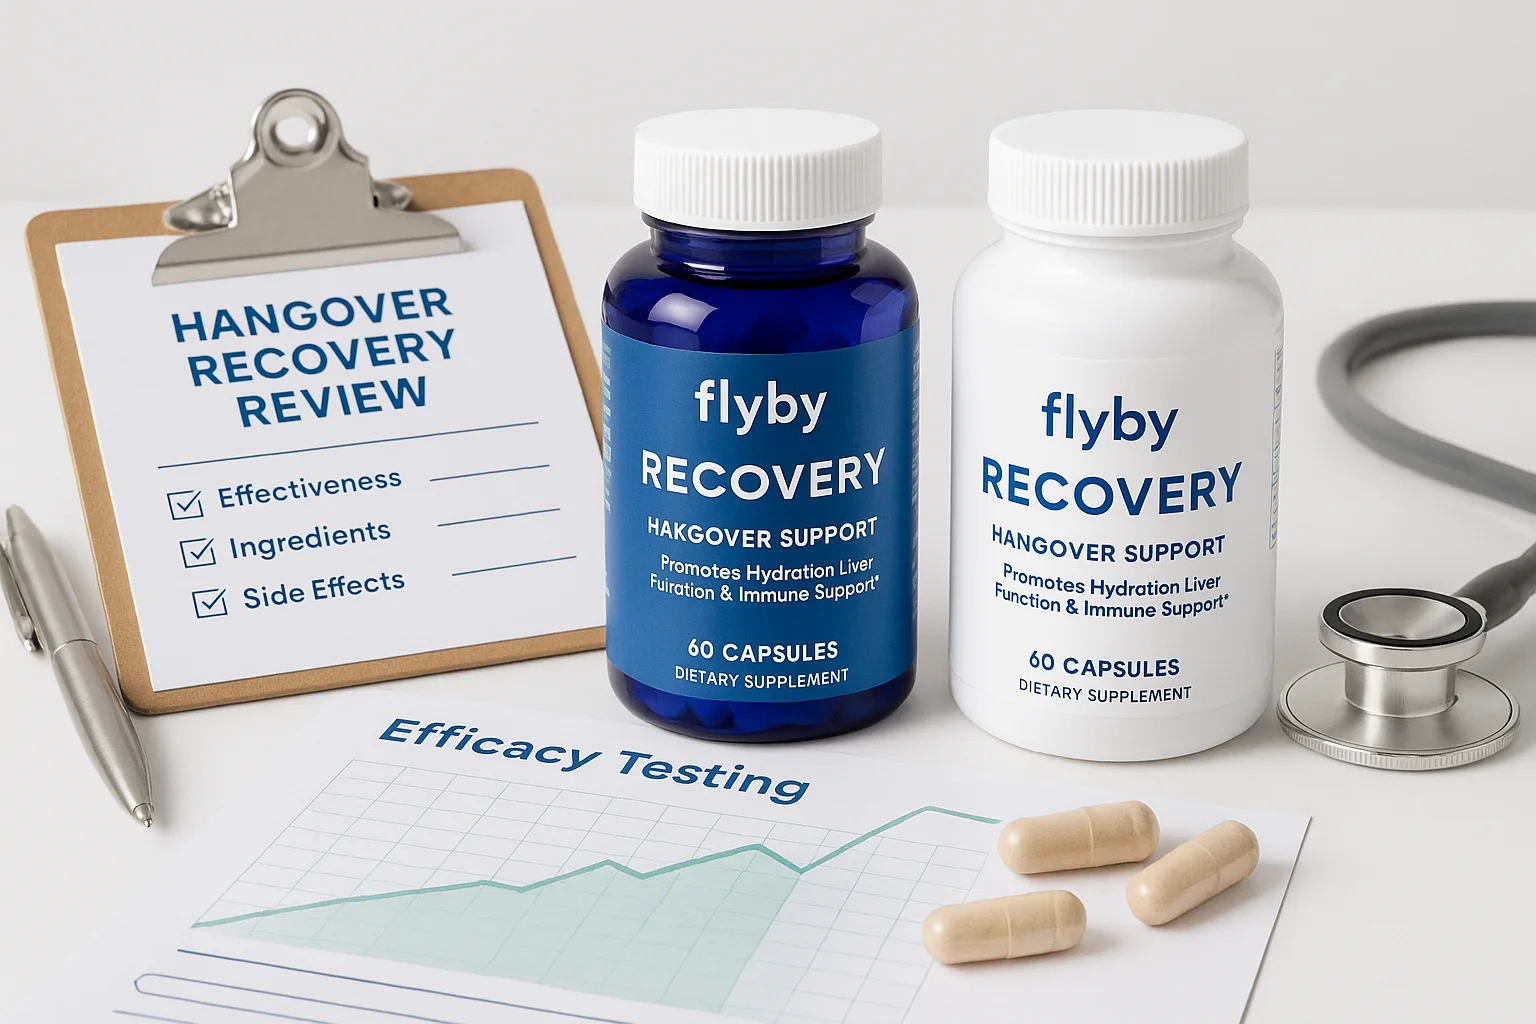 HANGOVER
RECOVERY
REVIEW
Effectiveness
Ingredients
Side Effects
flyby
RECOVERY
HAKGOVER SUPPORT
Promotes Hydration Liver
Fuiration & Immune Support*
60 CAPSULES
DIETARY SUPPLEMENT
flyby
RECOVERY
HANGOVER SUPPORT
Promotes Hydration Liver
Function & Immune Support*
60 CAPSULES
DIETARY SUPPLEMENT
Efficacy Testing